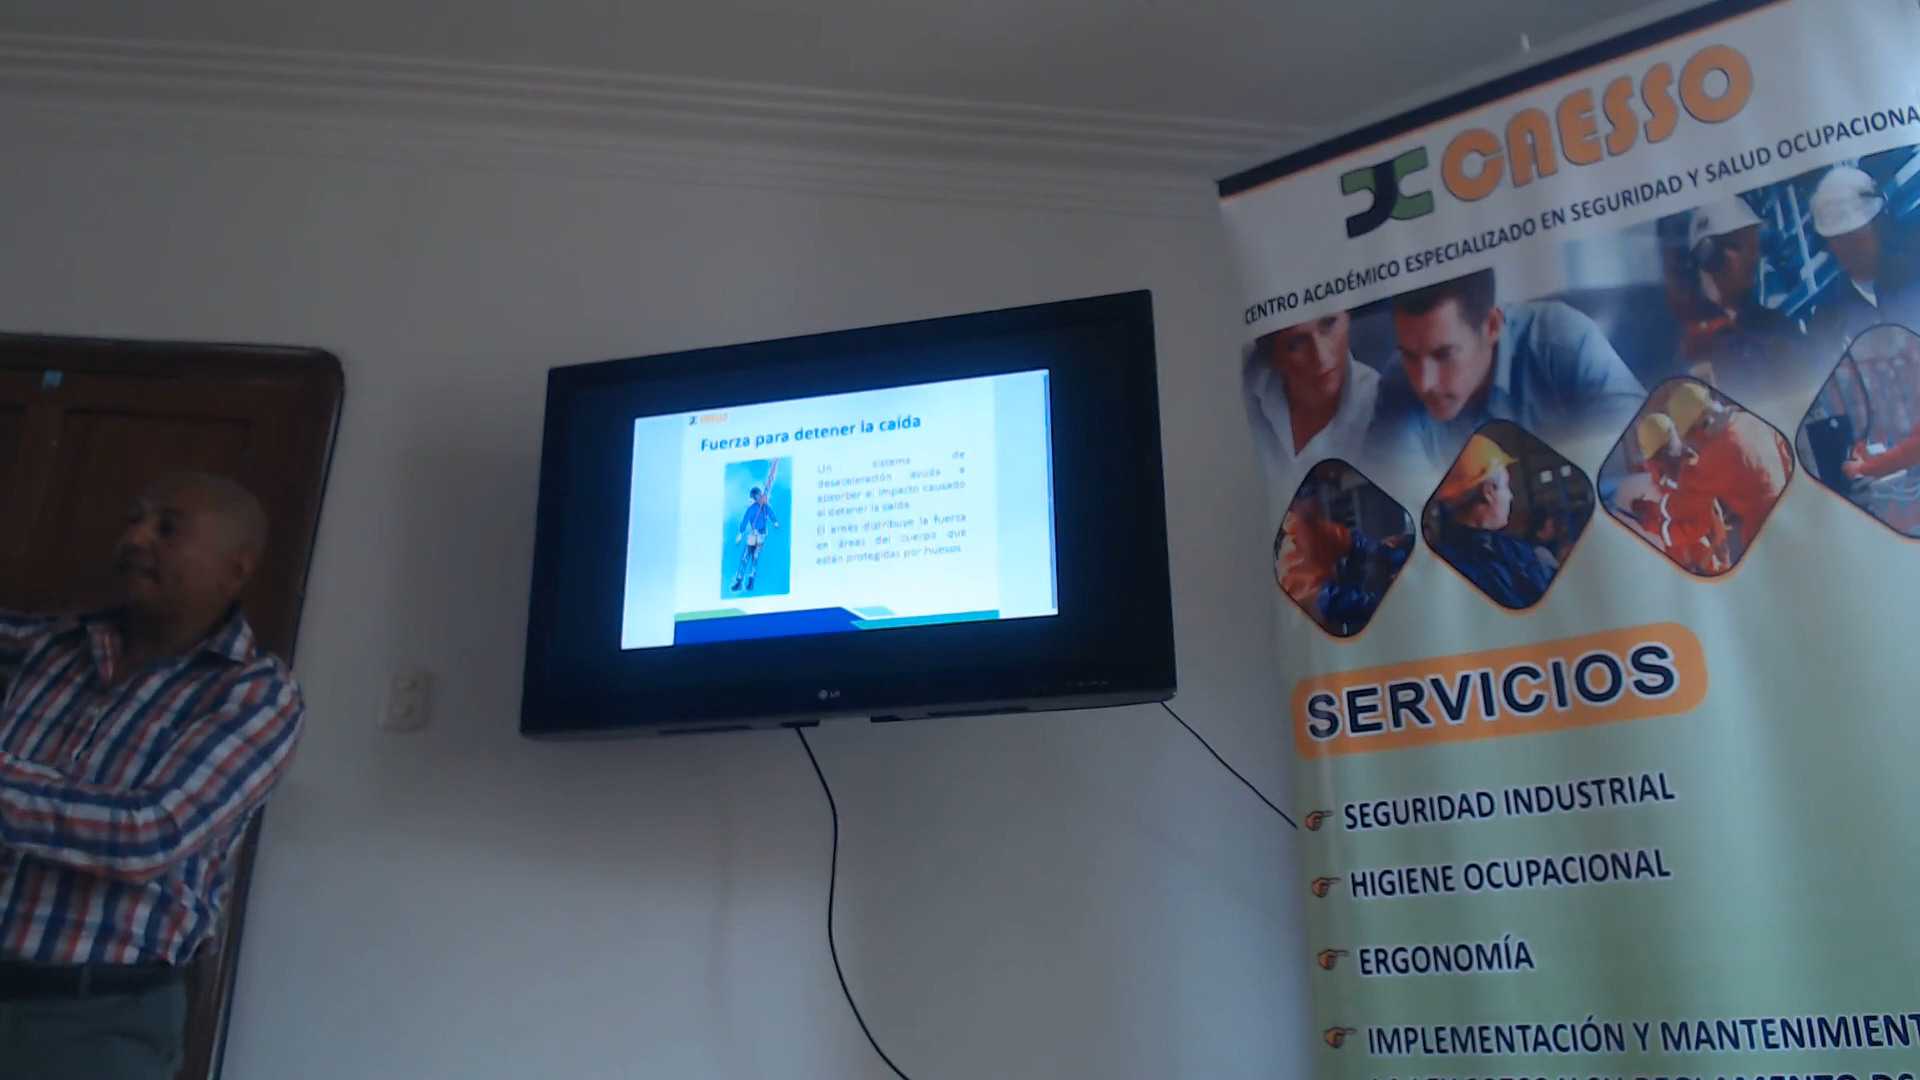 CAESSO
Fuerza para detener la caída
Un sistema de
desaceleración ayuda a
absorber el impacto causado
al detener la caída.
El arnés distribuye la fuerza
en áreas del cuerpo que
están protegidas por huesos
LG
CAESSO
CENTRO ACADÉMICO ESPECIALIZADO EN SEGURIDAD Y SALUD OCUPACIONA
SERVICIOS
SEGURIDAD INDUSTRIAL
HIGIENE OCUPACIONAL
ERGONOMÍA
IMPLEMENTACIÓN Y MANTENIMIENT